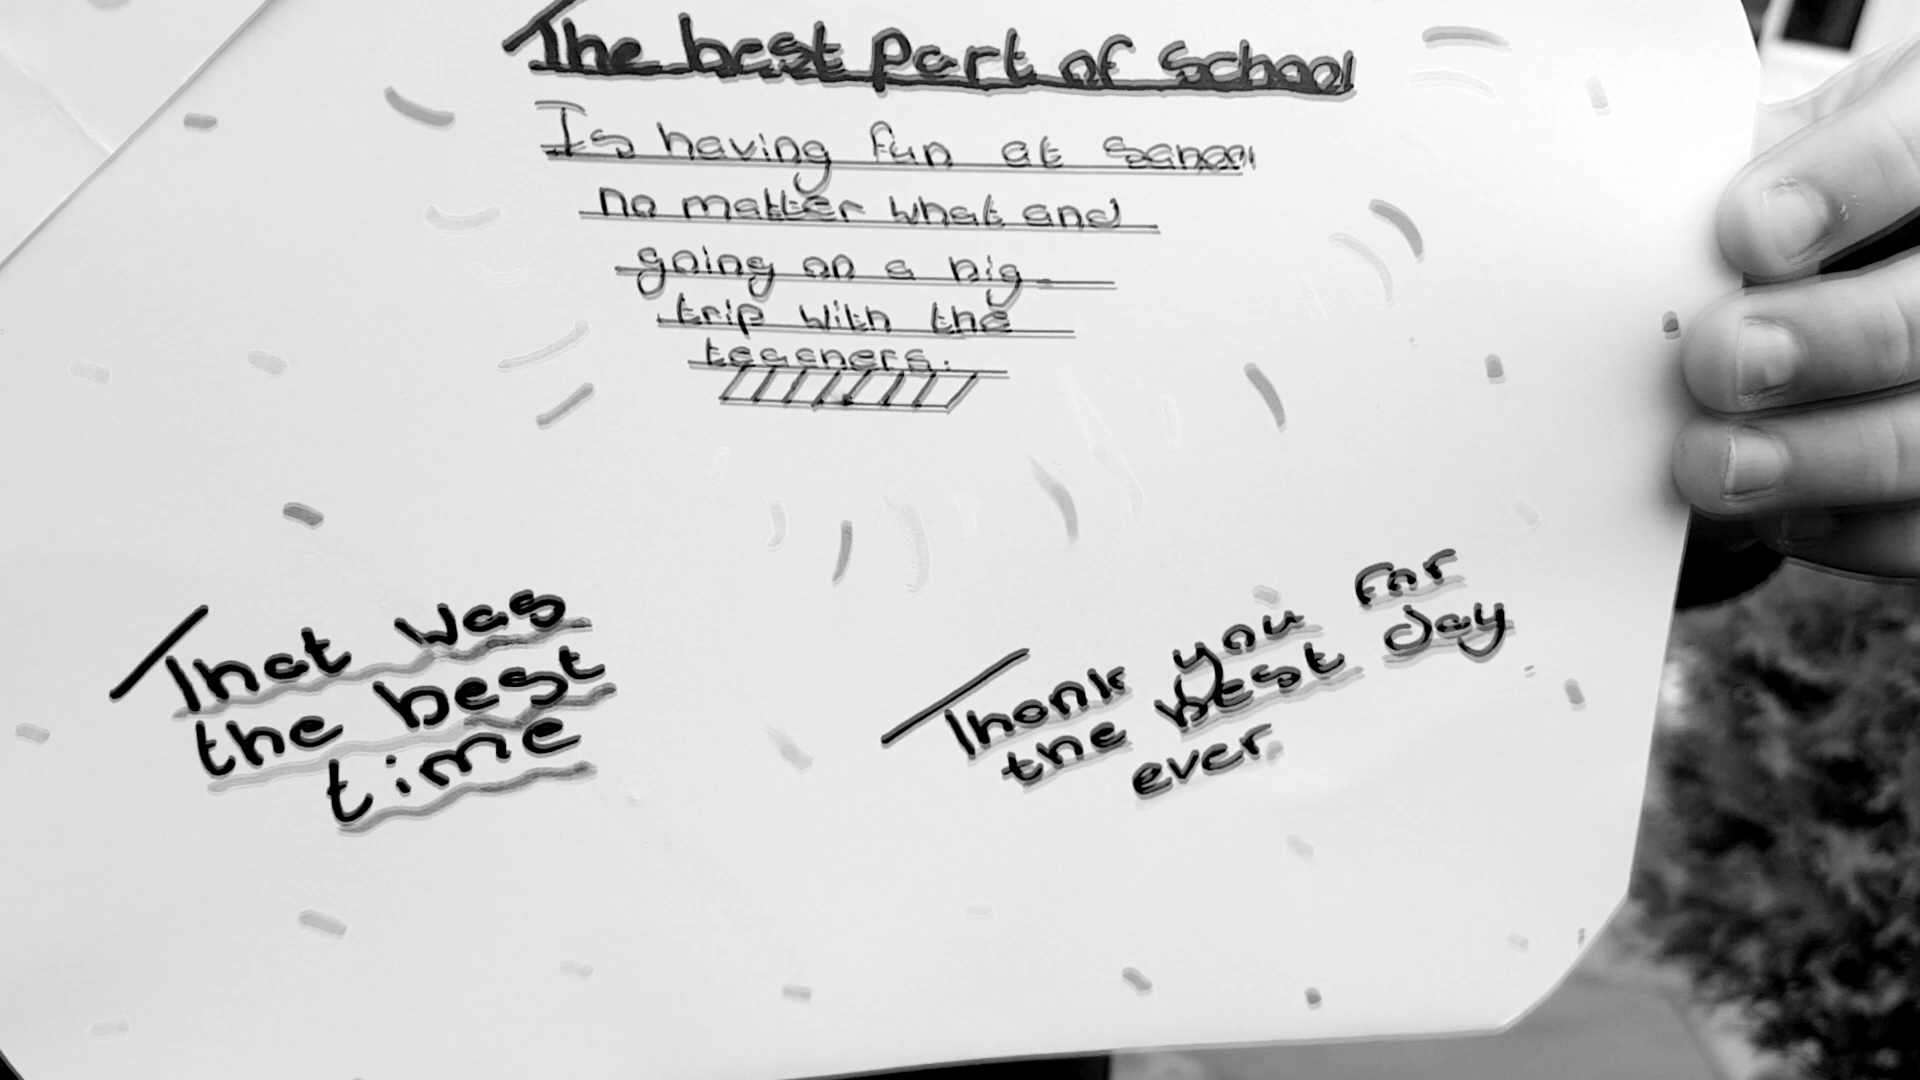 The best part of school
Is having fun at school
no matter what and
going on a big
trip with the
teachers.
That was
the best
time
Thank you for
the best day
ever.